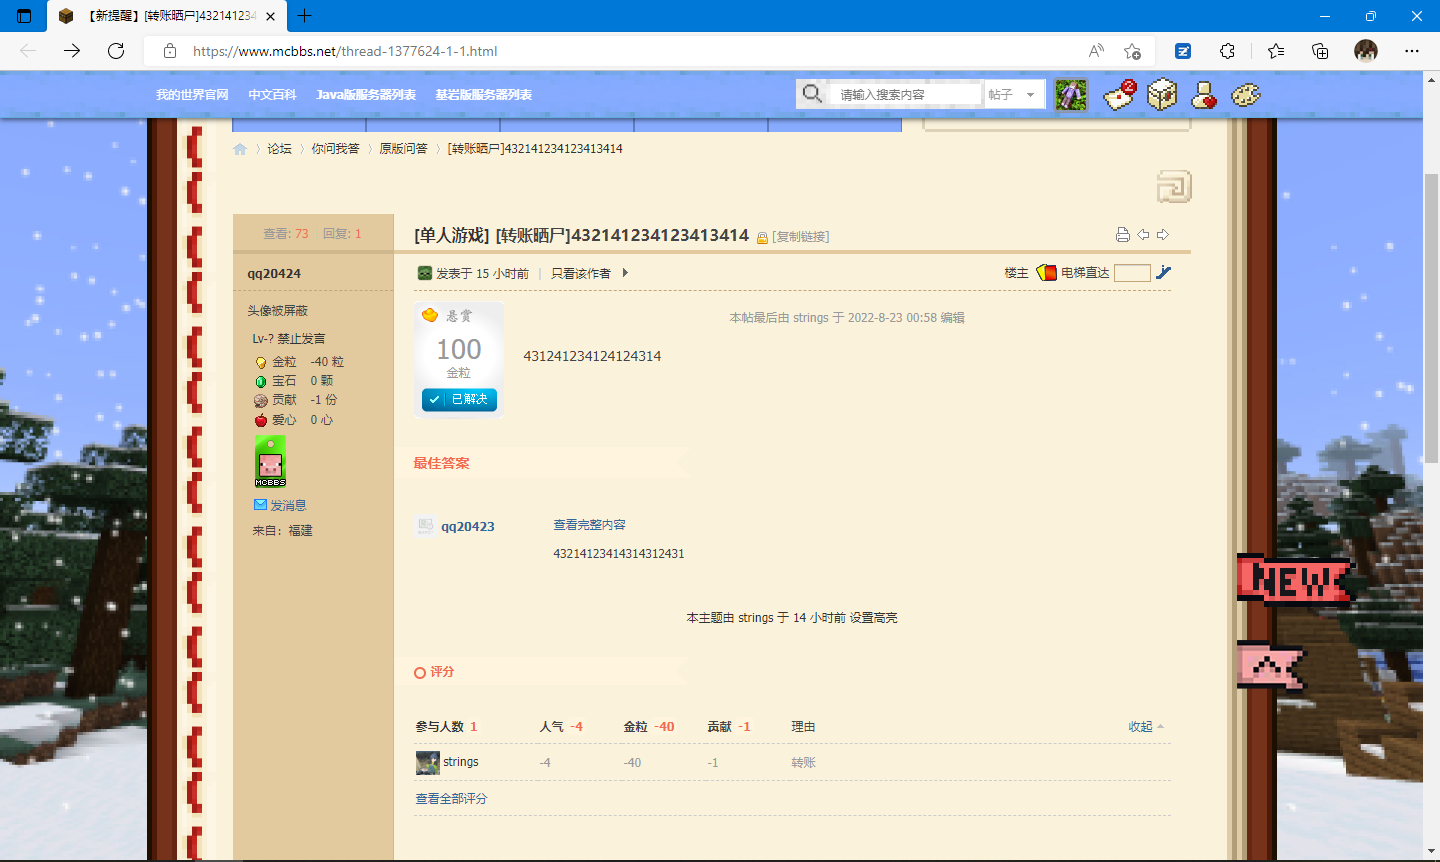 【新提醒】[转账晒尸]432141234
https://www.mcbbs.net/thread-1377624-1-1.html
我的世界官网 中文百科 Java版服务器列表 基岩版服务器列表
请输入搜索内容 帖子 2
论坛 你问我答 原版问答 [转账晒尸]432141234123413414
查看: 73 回复: 1
[单人游戏] [转账晒尸]432141234123413414 [复制链接]
qq20424
发表于 15 小时前 | 只看该作者
楼主 电梯直达
头像被屏蔽
Lv-? 禁止发言
金粒 -40 粒
宝石 0 颗
贡献 -1 份
爱心 0 心
MCBBS
发消息
来自: 福建
悬赏
100
金粒
已解决
本帖最后由 strings 于 2022-8-23 00:58 编辑
431241234124124314
最佳答案
qq20423
查看完整内容
43214123414314312431
本主题由 strings 于 14 小时前 设置高亮
NEW
评分
参与人数 1 人气 -4 金粒 -40 贡献 -1 理由 收起
strings -4 -40 -1 转账
查看全部评分